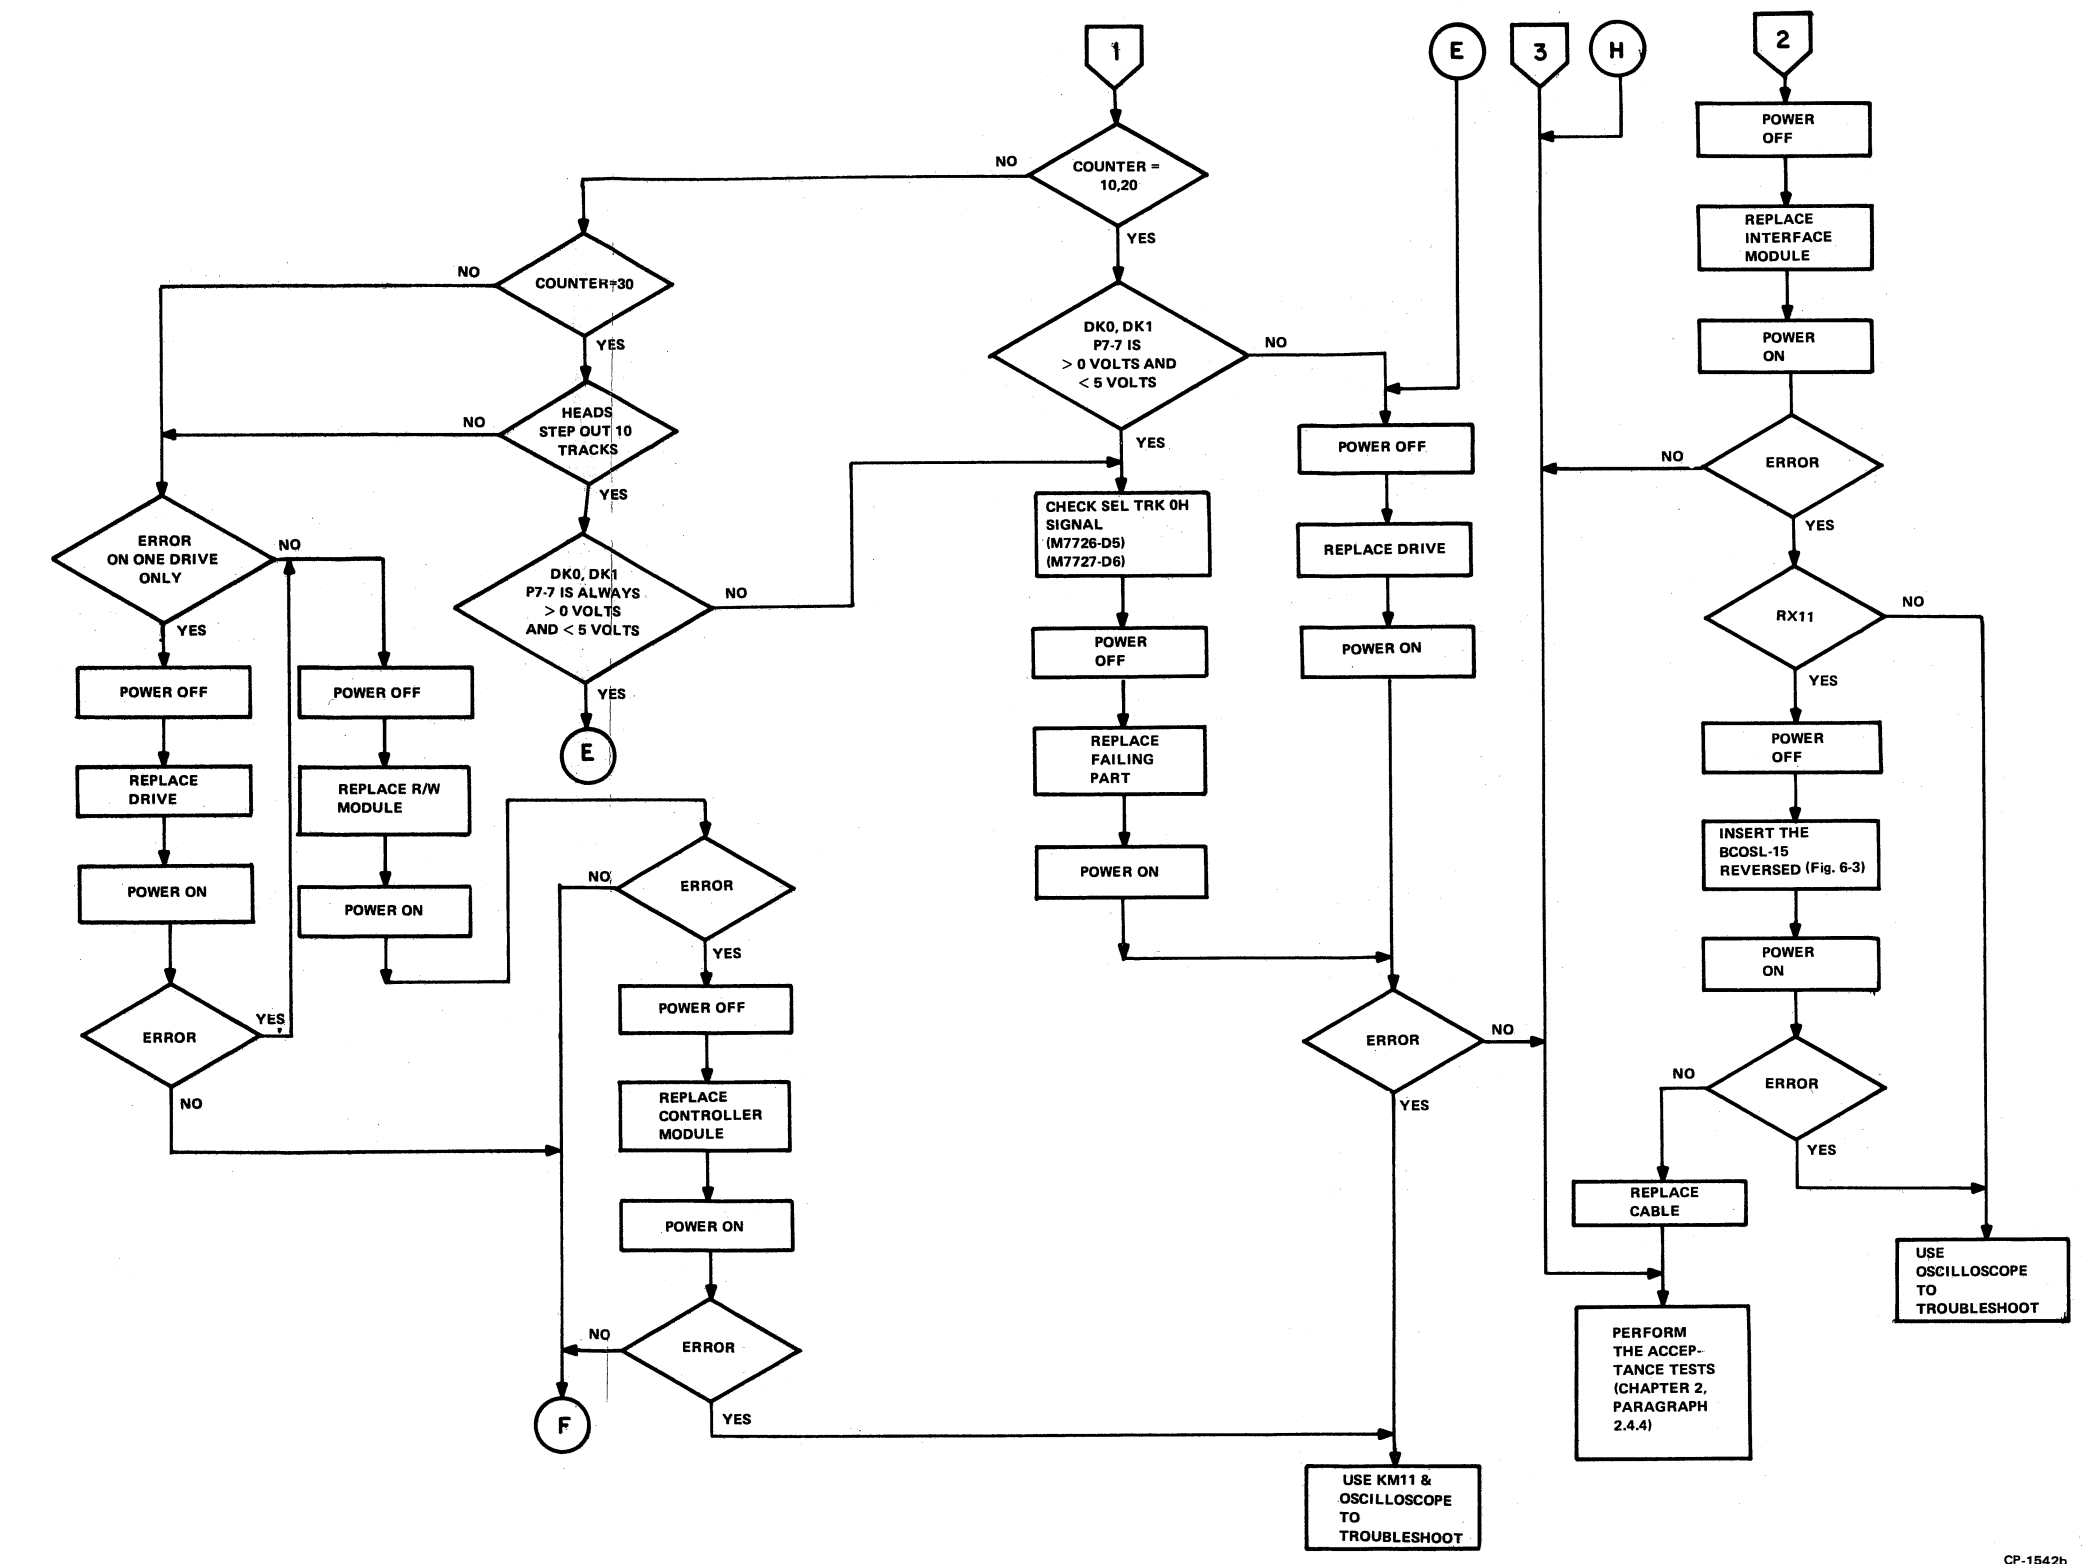 1
E
3
H
2
POWER
OFF
REPLACE
INTERFACE
MODULE
POWER
ON
ERROR
NO
YES
RX11
NO
YES
POWER
OFF
INSERT THE
BCOSL-15
REVERSED (Fig. 6-3)
POWER
ON
ERROR
NO
YES
REPLACE
CABLE
PERFORM
THE ACCEP-
TANCE TESTS
(CHAPTER 2,
PARAGRAPH
2.4.4)
USE
OSCILLOSCOPE
TO
TROUBLESHOOT
COUNTER =
10,20
NO
YES
DK0, DK1
P7-7 IS
> 0 VOLTS AND
< 5 VOLTS
NO
YES
POWER OFF
REPLACE DRIVE
POWER ON
CHECK SEL TRK 0H
SIGNAL
(M7726-D5)
(M7727-D6)
POWER
OFF
REPLACE
FAILING
PART
POWER ON
ERROR
NO
YES
USE KM11 &
OSCILLOSCOPE
TO
TROUBLESHOOT
COUNTER=30
NO
YES
HEADS
STEP OUT 10
TRACKS
NO
YES
DK0, DK1
P7-7 IS ALWAYS
> 0 VOLTS
AND < 5 VOLTS
NO
YES
E
ERROR
ON ONE DRIVE
ONLY
NO
YES
POWER OFF
REPLACE
DRIVE
POWER ON
ERROR
YES
NO
POWER OFF
REPLACE R/W
MODULE
POWER ON
ERROR
NO
YES
POWER OFF
REPLACE
CONTROLLER
MODULE
POWER ON
ERROR
NO
YES
F
CP-1542b